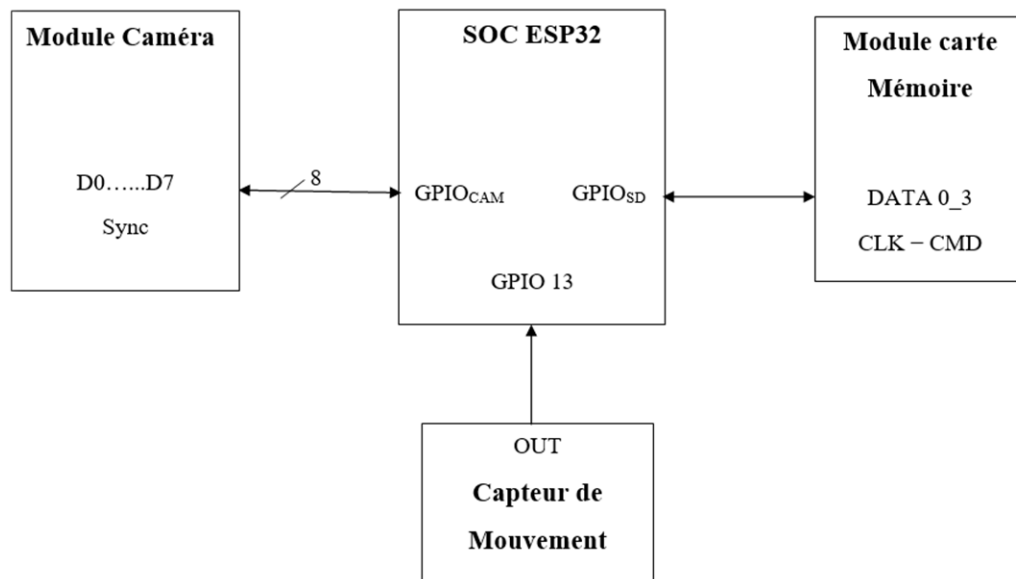 Module Caméra
D0…...D7
Sync
8
SOC ESP32
GPIOCAM
GPIOSD
GPIO 13
Module carte
Mémoire
DATA 0_3
CLK − CMD
OUT
Capteur de
Mouvement